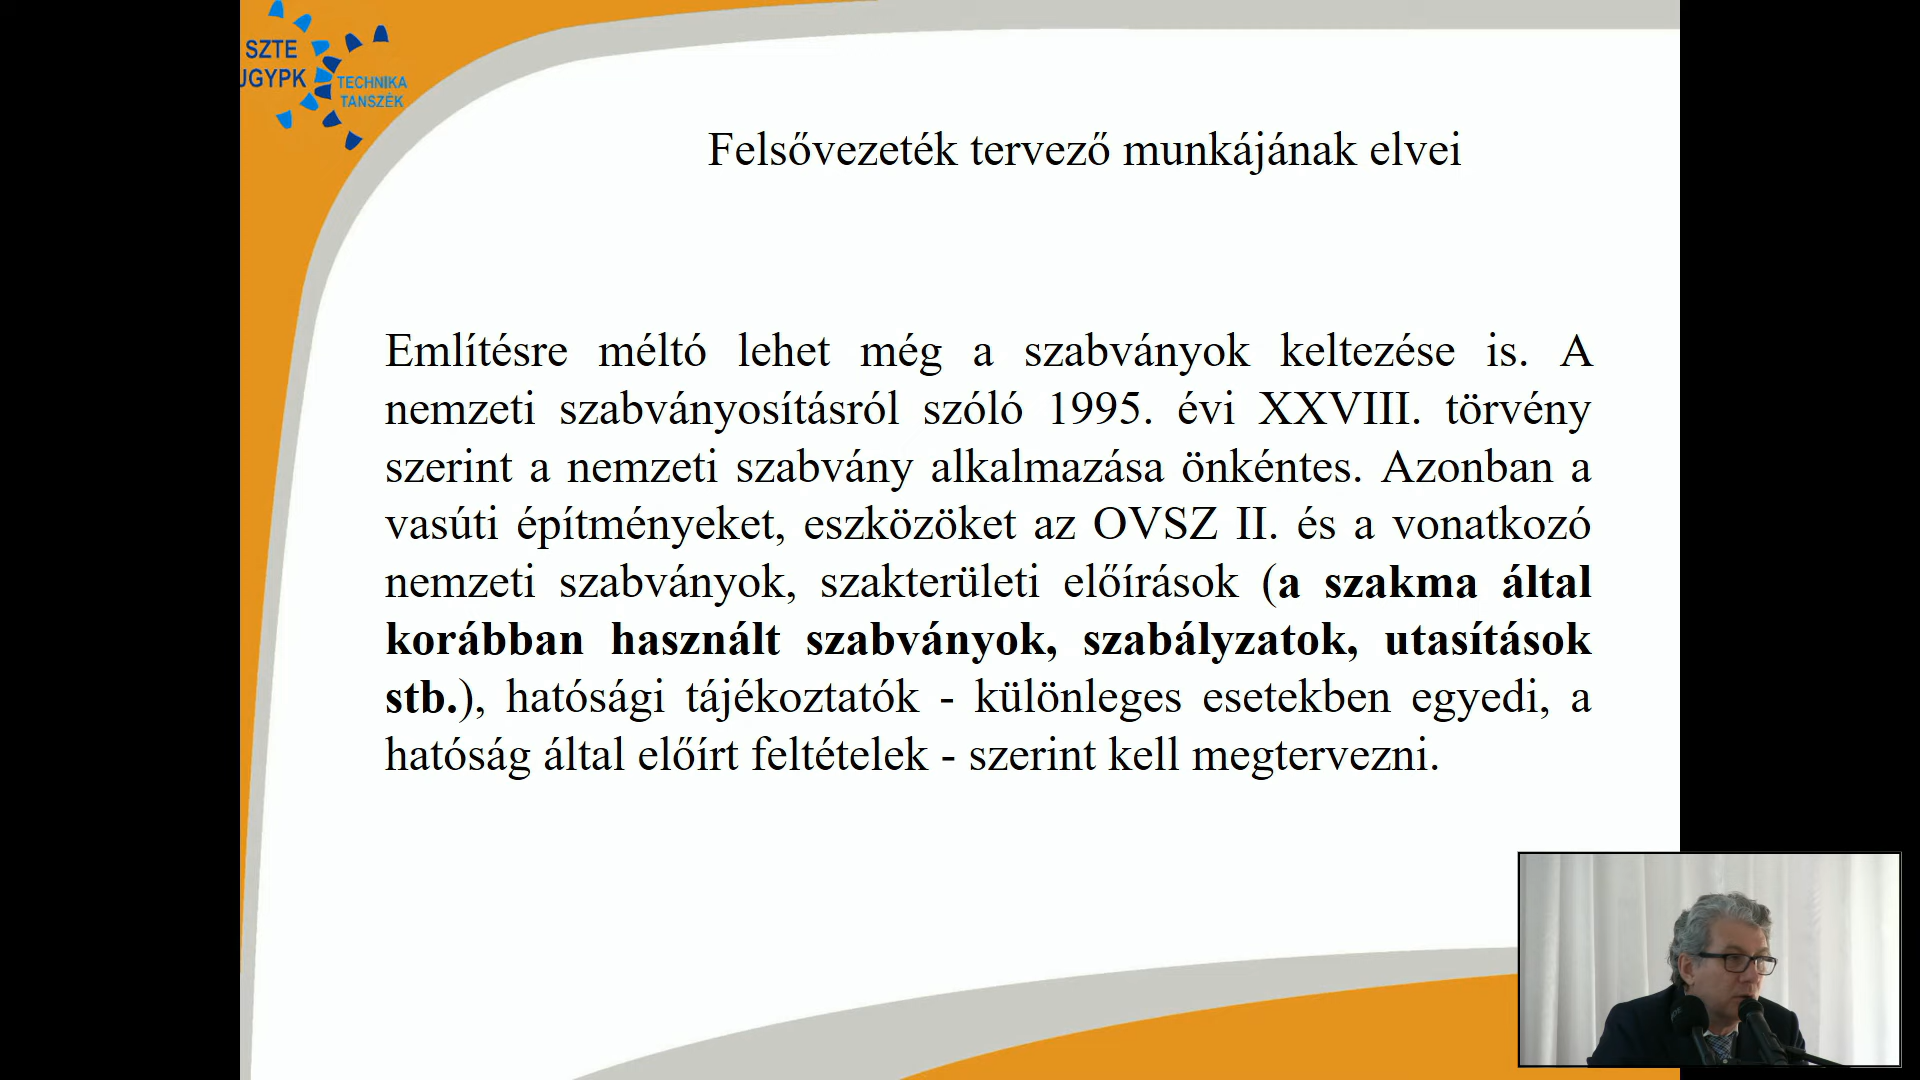 SZTE
JGYPK
TECHNIKA
TANSZÉK
Felsővezeték tervező munkájának elvei
Említésre méltó lehet még a szabványok keltezése is. A
nemzeti szabványosításról szóló 1995. évi XXVIII. törvény
szerint a nemzeti szabvány alkalmazása önkéntes. Azonban a
vasúti építményeket, eszközöket az OVSZ II. és a vonatkozó
nemzeti szabványok, szakterületi előírások (a szakma által
korábban használt szabványok, szabályzatok, utasítások
stb.), hatósági tájékoztatók - különleges esetekben egyedi, a
hatóság által előírt feltételek - szerint kell megtervezni.